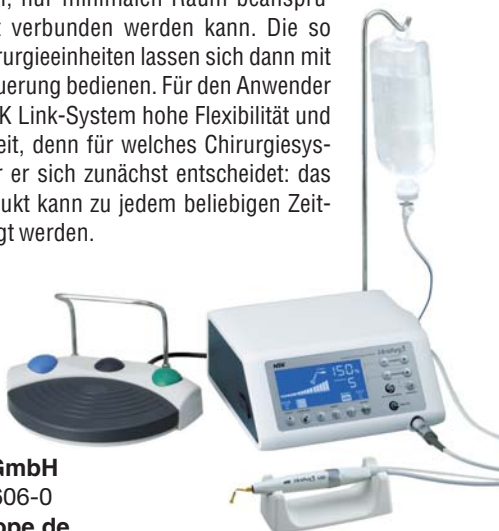 nur minimalen Raum beanspru-
verbunden werden kann. Die so
rurgieeinheiten lassen sich dann mit
uerung bedienen. Für den Anwender
K Link-System hohe Flexibilität und
eit, denn für welches Chirurgiesys-
er sich zunächst entscheidet: das
ukt kann zu jedem beliebigen Zeit-
gt werden.
NSK
150
5
GmbH
606-0
ope.de